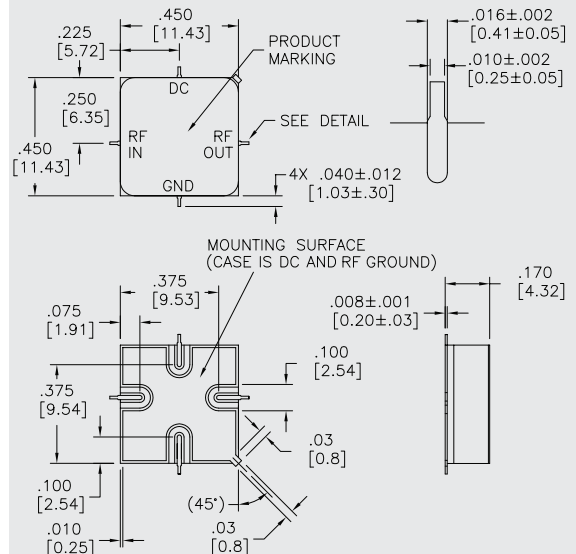 .450
[11.43]
.225
[5.72]
PRODUCT
MARKING
.016±.002
[0.41±0.05]
.010±.002
[0.25±0.05]
DC
.250
[6.35]
RF
IN
RF
OUT
SEE DETAIL
.450
[11.43]
GND
4X .040±.012
[1.03±.30]
MOUNTING SURFACE
(CASE IS DC AND RF GROUND)
.375
[9.53]
.170
[4.32]
.075
[1.91]
.008±.001
[0.20±.03]
.100
[2.54]
.375
[9.54]
.03
[0.8]
.100
[2.54]
(45°)
.010
[0.25]
.03
[0.8]